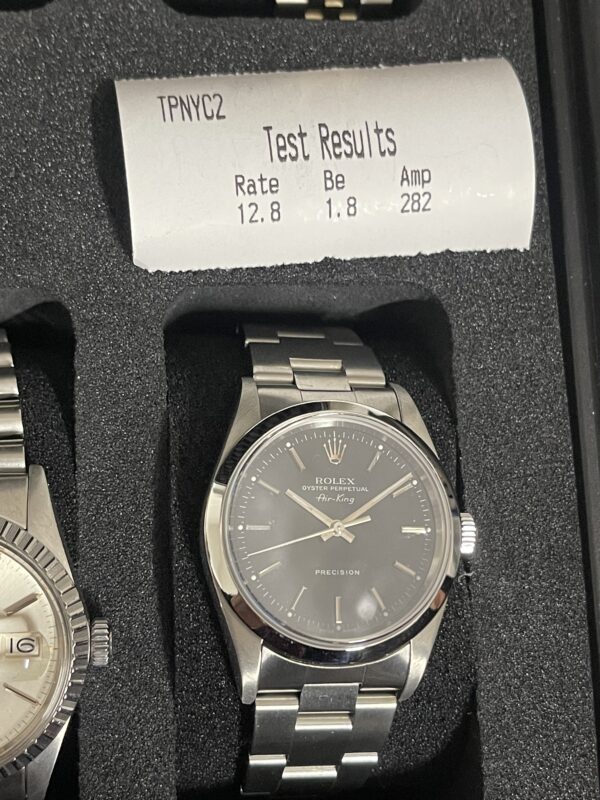 TPNYC2
Test Results
Rate Be Amp
12.8 1.8 282
ROLEX
OYSTER PERPETUAL
Air-King
PRECISION
16